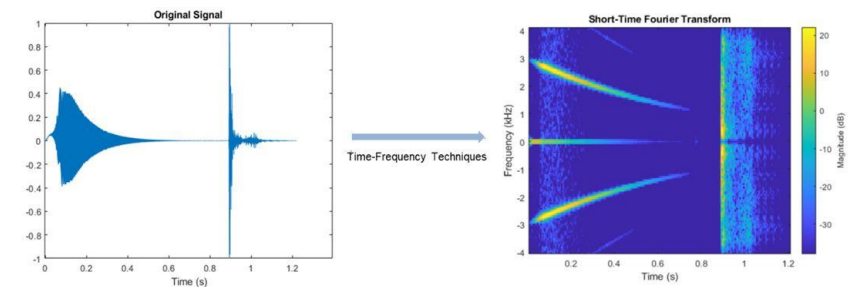 Original Signal
1
0.8
0.6
0.4
0.2
0
-0.2
-0.4
-0.6
-0.8
-1
0 0.2 0.4 0.6 0.8 1 1.2
Time (s)
Time-Frequency Techniques
Short-Time Fourier Transform
4
3
2
1
0
-1
-2
-3
-4
Frequency (kHz)
0.2 0.4 0.6 0.8 1 1.2
Time (s)
20
10
0
-10
-20
-30
Magnitude (dB)